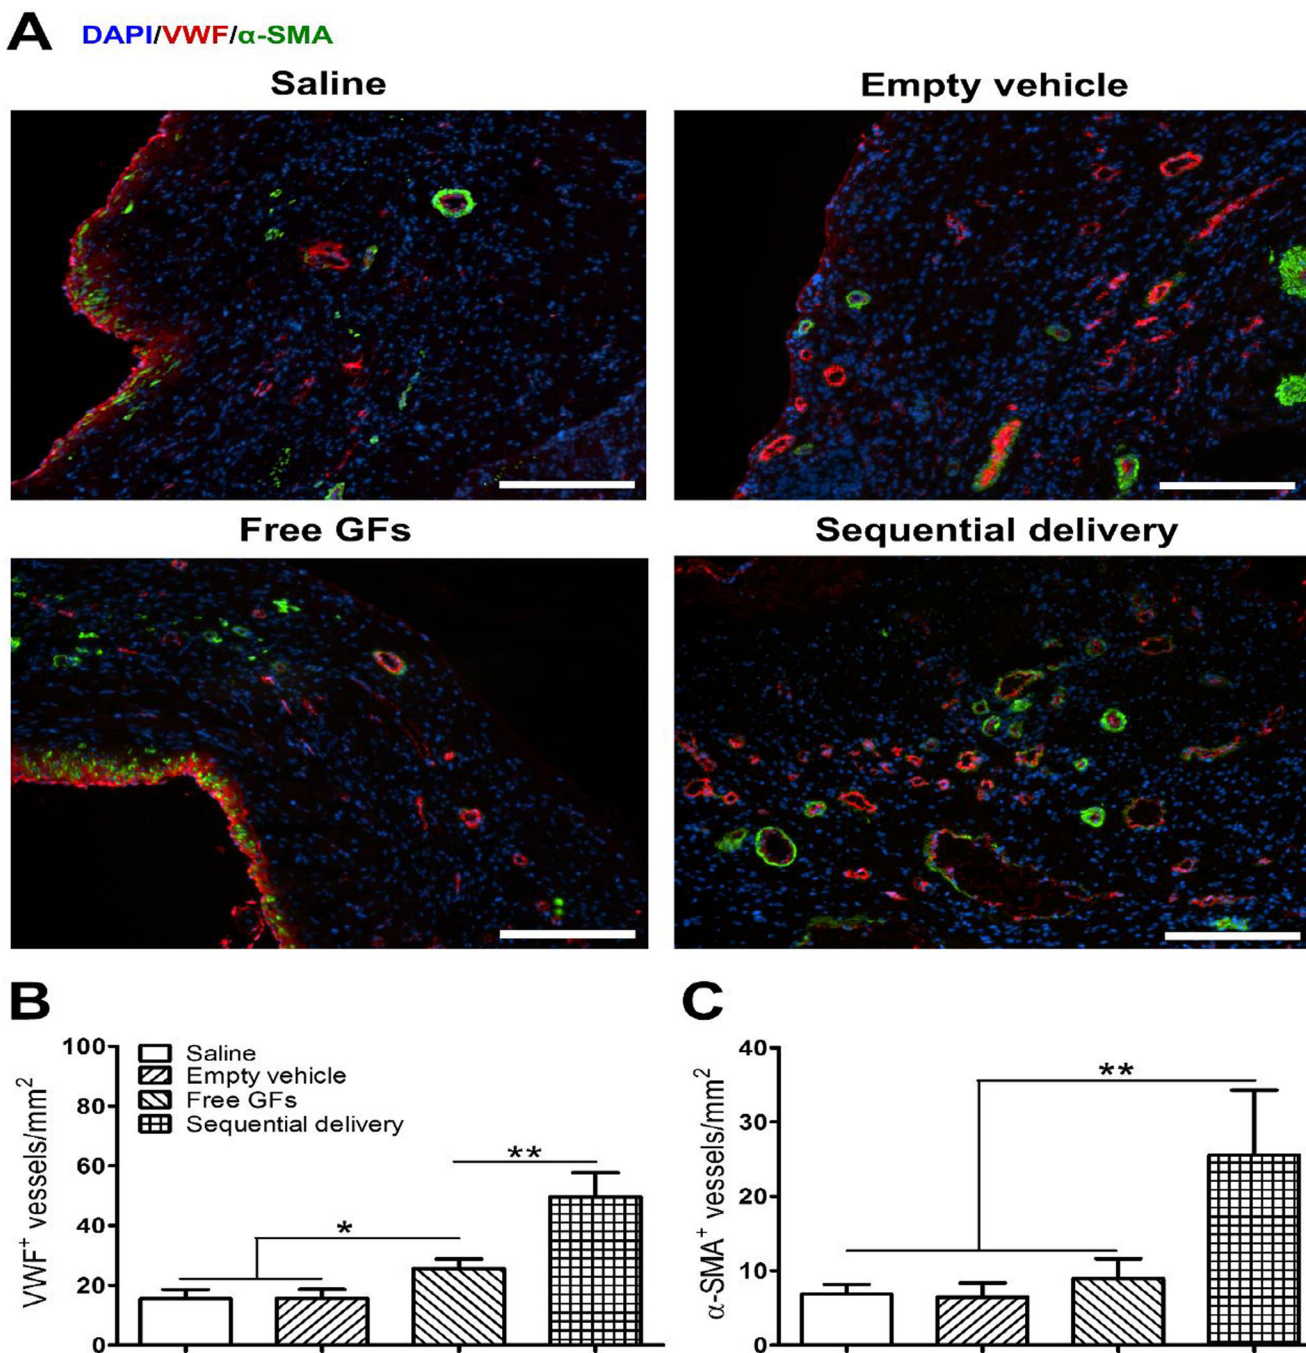 A DAPI/VWF/α-SMA
Saline Empty vehicle
Free GFs Sequential delivery
B
VWF+ vessels/mm2
100
80
60
40
20
0
Saline
Empty vehicle
Free GFs
Sequential delivery
*
**
C
α-SMA+ vessels/mm2
40
30
20
10
0
**